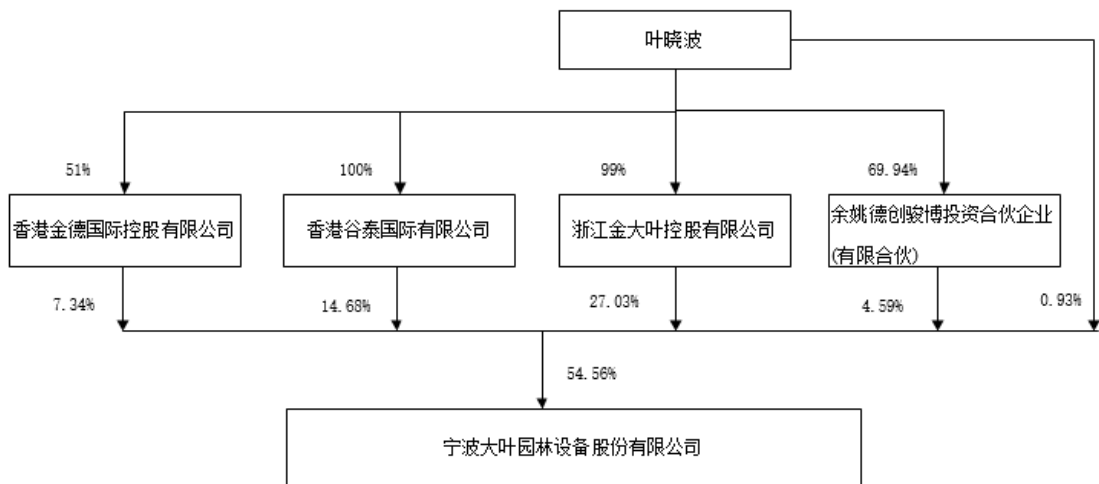 叶晓波
51%
100%
99%
69.94%
香港金德国际控股有限公司
香港谷泰国际有限公司
浙江金大叶控股有限公司
余姚德创骏博投资合伙企业
(有限合伙)
7.34%
14.68%
27.03%
4.59%
0.93%
54.56%
宁波大叶园林设备股份有限公司